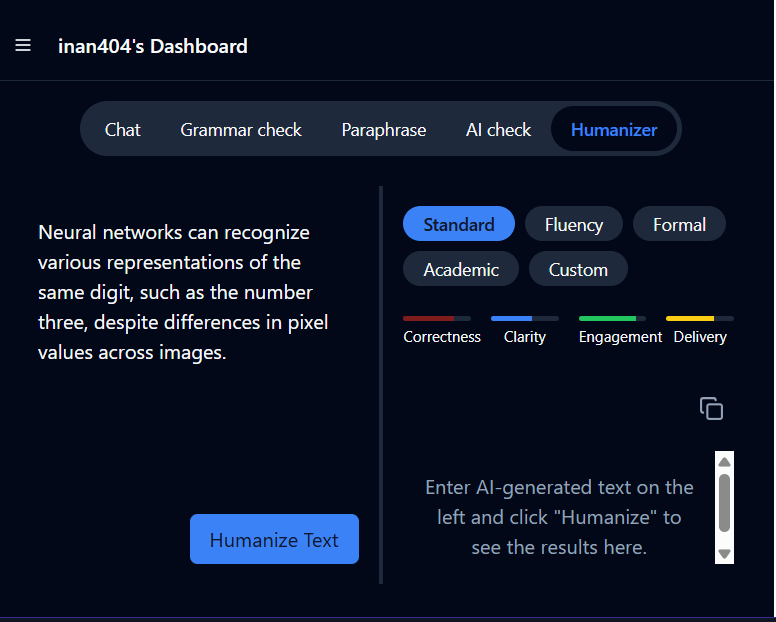 inan404's Dashboard
Chat
Grammar check
Paraphrase
AI check
Humanizer
Neural networks can recognize
various representations of the
same digit, such as the number
three, despite differences in pixel
values across images.
Humanize Text
Standard
Fluency
Formal
Academic
Custom
Correctness
Clarity
Engagement
Delivery
Enter AI-generated text on the
left and click "Humanize" to
see the results here.